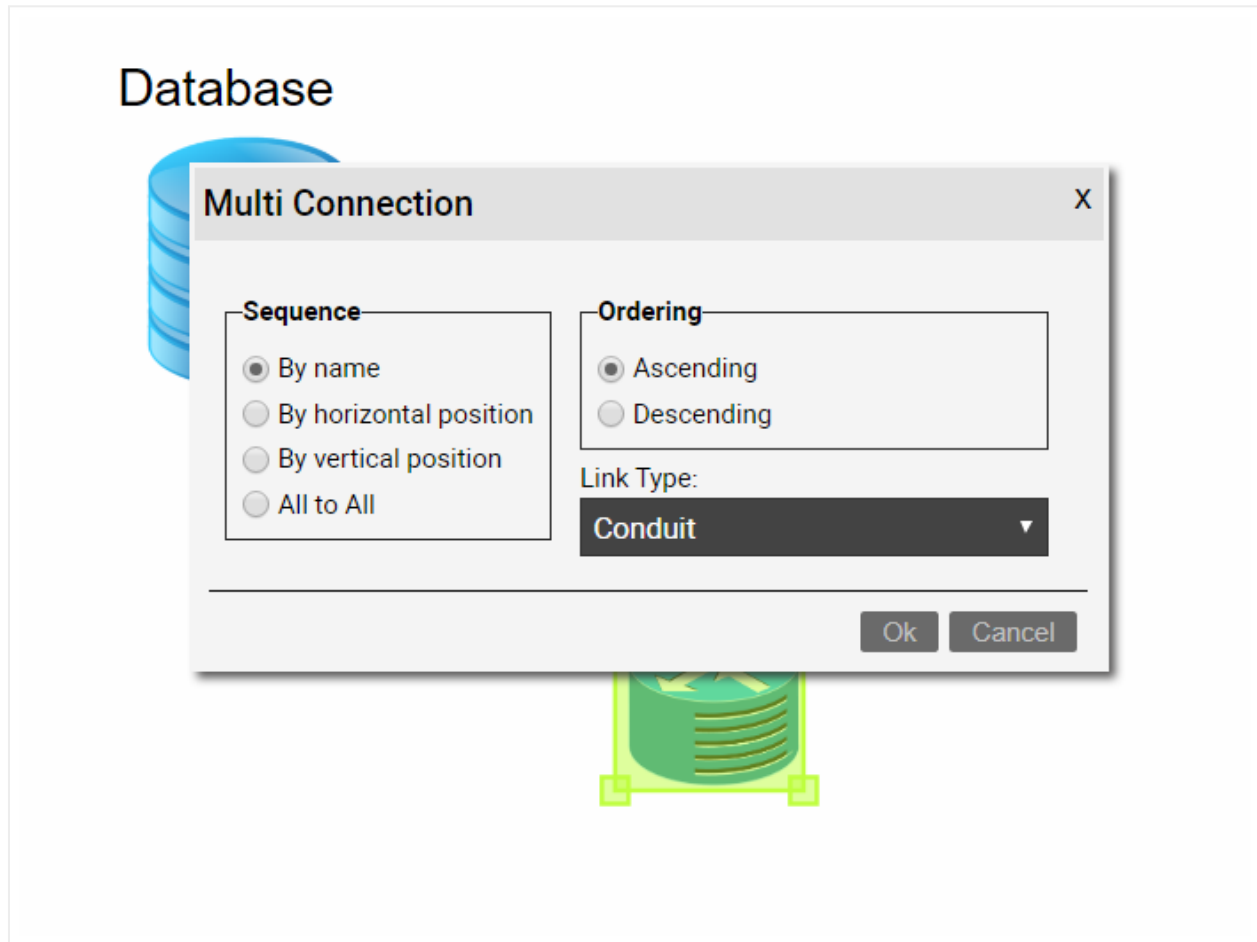 Database
Multi Connection
X
Sequence
By name
By horizontal position
By vertical position
All to All
Ordering
Ascending
Descending
Link Type:
Conduit
Ok Cancel